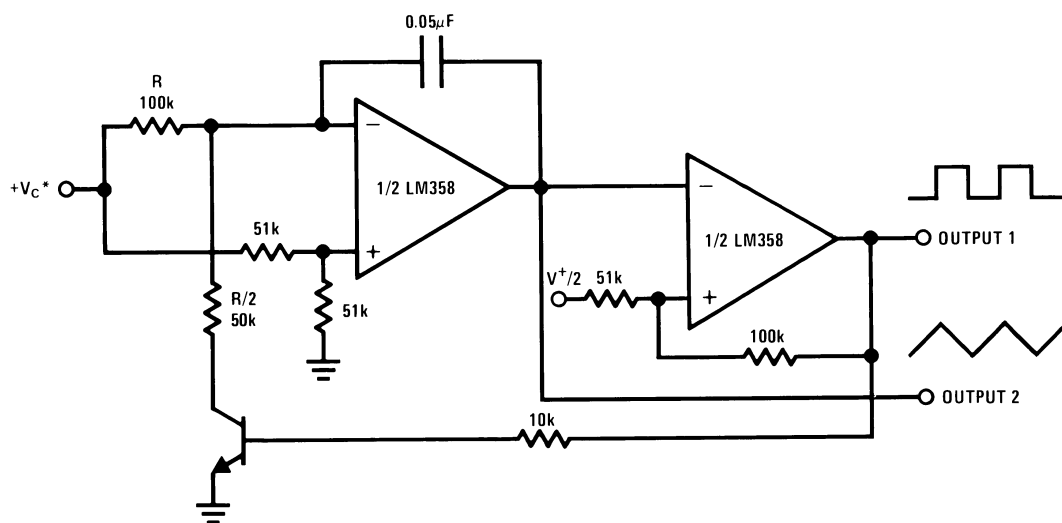 0.05µF
R
100k
+VC*
1/2 LM358
51k
51k
R/2
50k
V+/2
51k
1/2 LM358
100k
OUTPUT 1
OUTPUT 2
10k
−
+
−
+